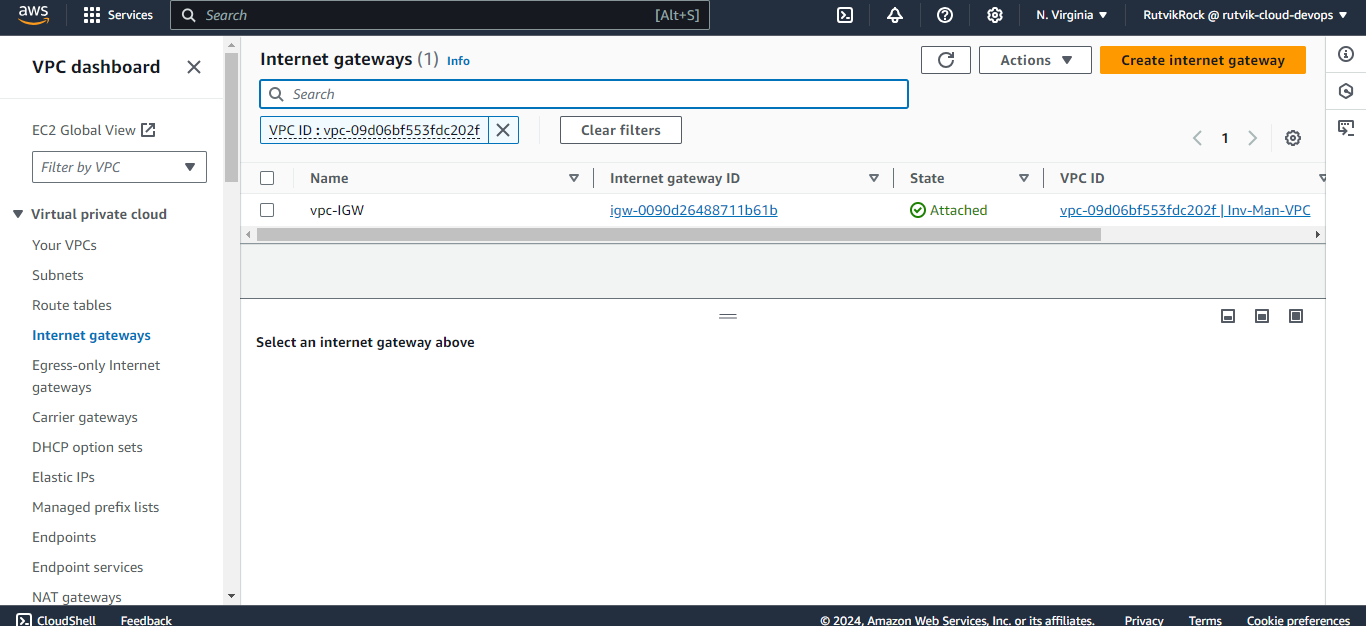 aws Services Search [Alt+S] N. Virginia RutvikRock @ rutvik-cloud-devops
VPC dashboard
EC2 Global View
Filter by VPC
Virtual private cloud
Your VPCs
Subnets
Route tables
Internet gateways
Egress-only Internet
gateways
Carrier gateways
DHCP option sets
Elastic IPs
Managed prefix lists
Endpoints
Endpoint services
NAT gateways
Internet gateways (1) Info
Actions
Create internet gateway
Search
VPC ID : vpc-09d06bf553fdc202f
Clear filters
1
Name Internet gateway ID State VPC ID
vpc-IGW igw-0090d26488711b61b Attached vpc-09d06bf553fdc202f | Inv-Man-VPC
Select an internet gateway above
CloudShell Feedback © 2024, Amazon Web Services, Inc. or its affiliates. Privacy Terms Cookie preferences